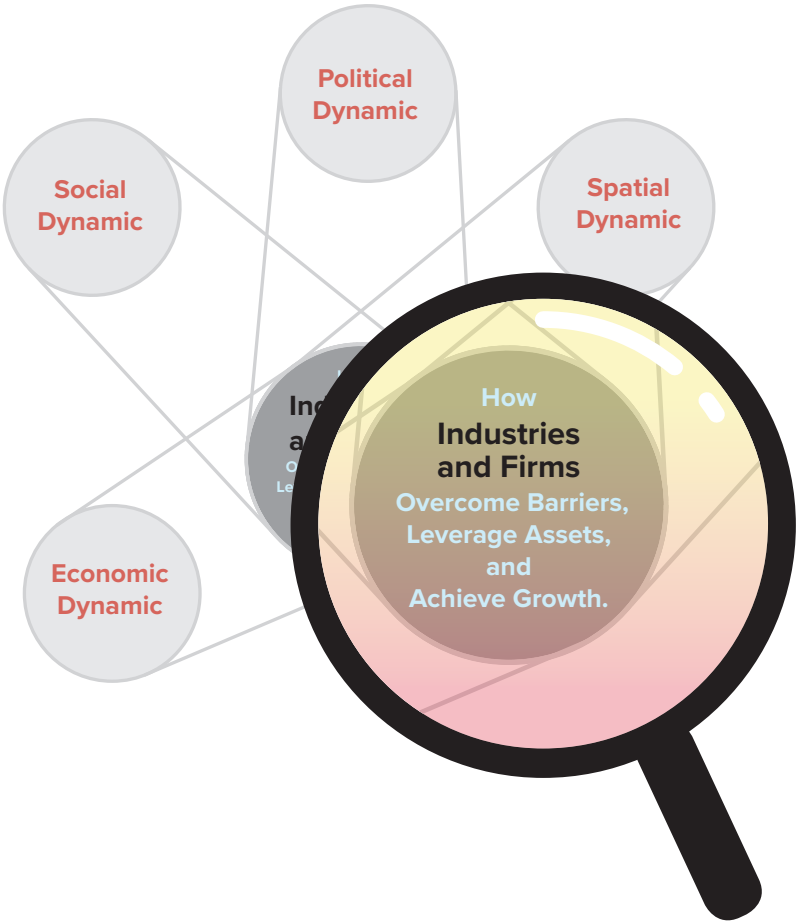 Political
Dynamic
Social
Dynamic
Spatial
Dynamic
How
Industries
and Firms
Overcome Barriers,
Leverage Assets,
and
Achieve Growth.
Economic
Dynamic